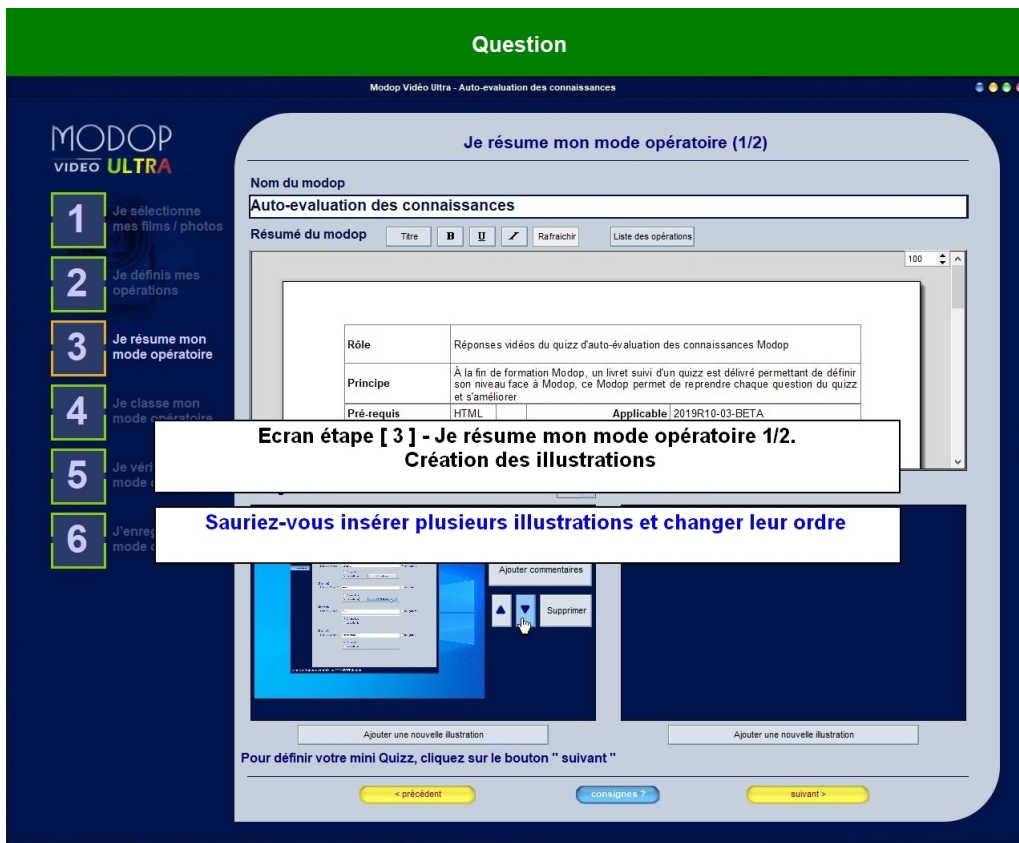 Question
Modop Vidéo Ultra - Auto-evaluation des connaissances
MODOP
VIDEO ULTRA
Je résume mon mode opératoire (1/2)
Nom du modop
Auto-evaluation des connaissances
Résumé du modop Titre B U I Rafraichir Liste des opérations
100
1 Je sélectionne
mes films / photos
2 Je définis mes
opérations
3 Je résume mon
mode opératoire
4 Je classe mon
mode opératoire
5 Je
mode
6 J'enreg
mode
Rôle Réponses vidéos du quizz d'auto-évaluation des connaissances Modop
Principe À la fin de formation Modop, un livret suivi d'un quizz est délivré permettant de définir
son niveau face à Modop, ce Modop permet de reprendre chaque question du quizz
et s'améliorer
Pré-requis HTML Applicable 2019R10-03-BETA
Ecran étape [ 3 ] - Je résume mon mode opératoire 1/2.
Création des illustrations
Sauriez-vous insérer plusieurs illustrations et changer leur ordre
Ajouter commentaires
Supprimer
Ajouter une nouvelle illustration Ajouter une nouvelle illustration
Pour définir votre mini Quizz, cliquez sur le bouton " suivant "
< précédent consignes ? suivant >